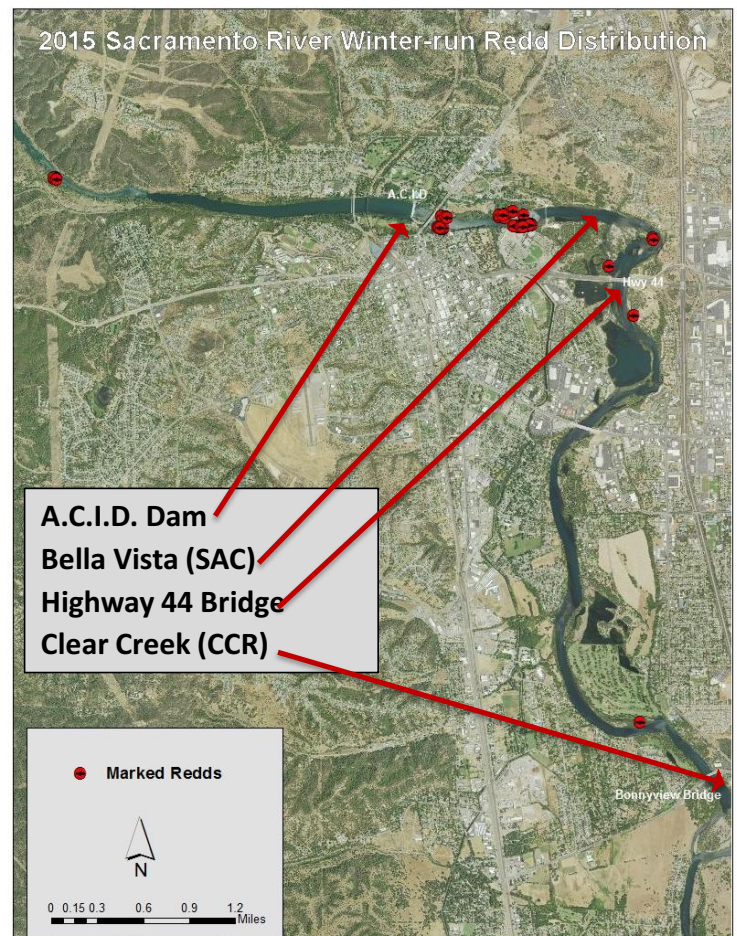 2015 Sacramento River Winter-run Redd Distribution
A.C.I.D
Hwy 44
A.C.I.D. Dam
Bella Vista (SAC)
Highway 44 Bridge
Clear Creek (CCR)
Marked Redds
Bonnyview Bridge
N
0 0.15 0.3 0.6 0.9 1.2
Miles